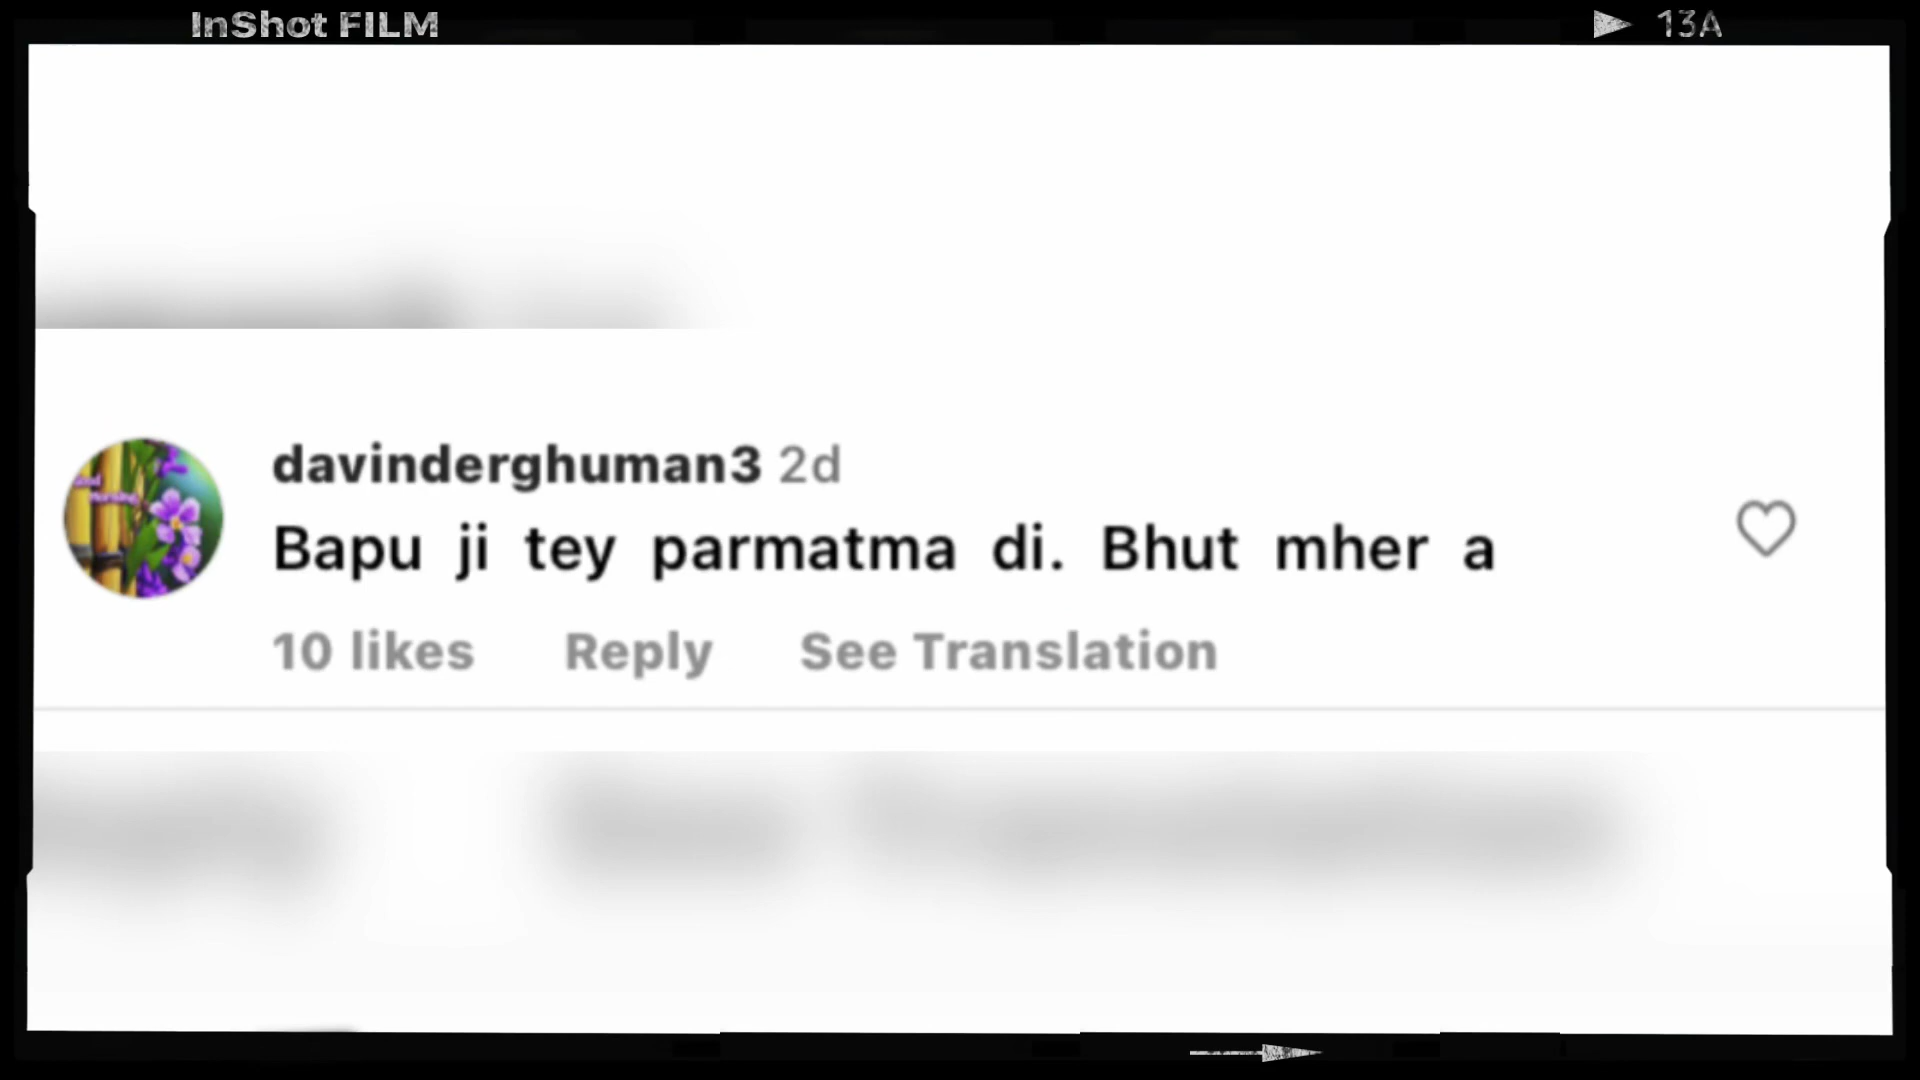 InShot FILM
13A
davinderghuman3 2d
Bapu ji tey parmatma di. Bhut mher a
10 likes Reply See Translation